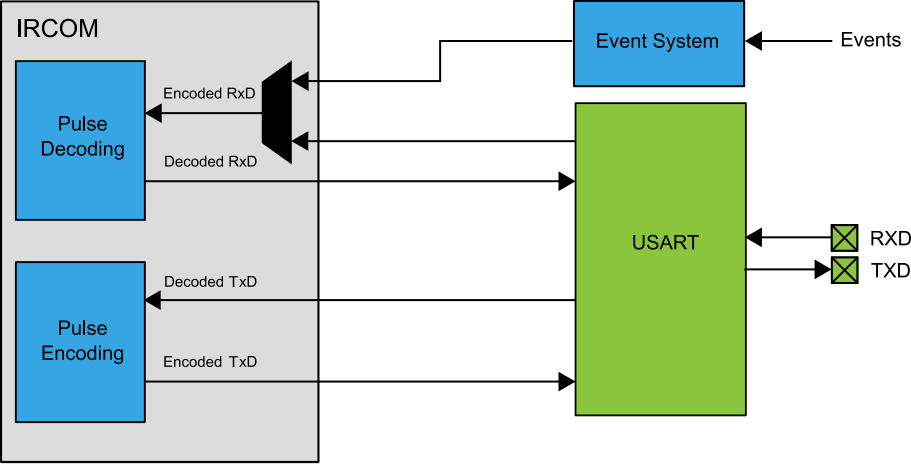 IRCOM
Event System
Events
Encoded RxD
Pulse
Decoding
Decoded RxD
USART
RXD
TXD
Decoded TxD
Pulse
Encoding
Encoded TxD